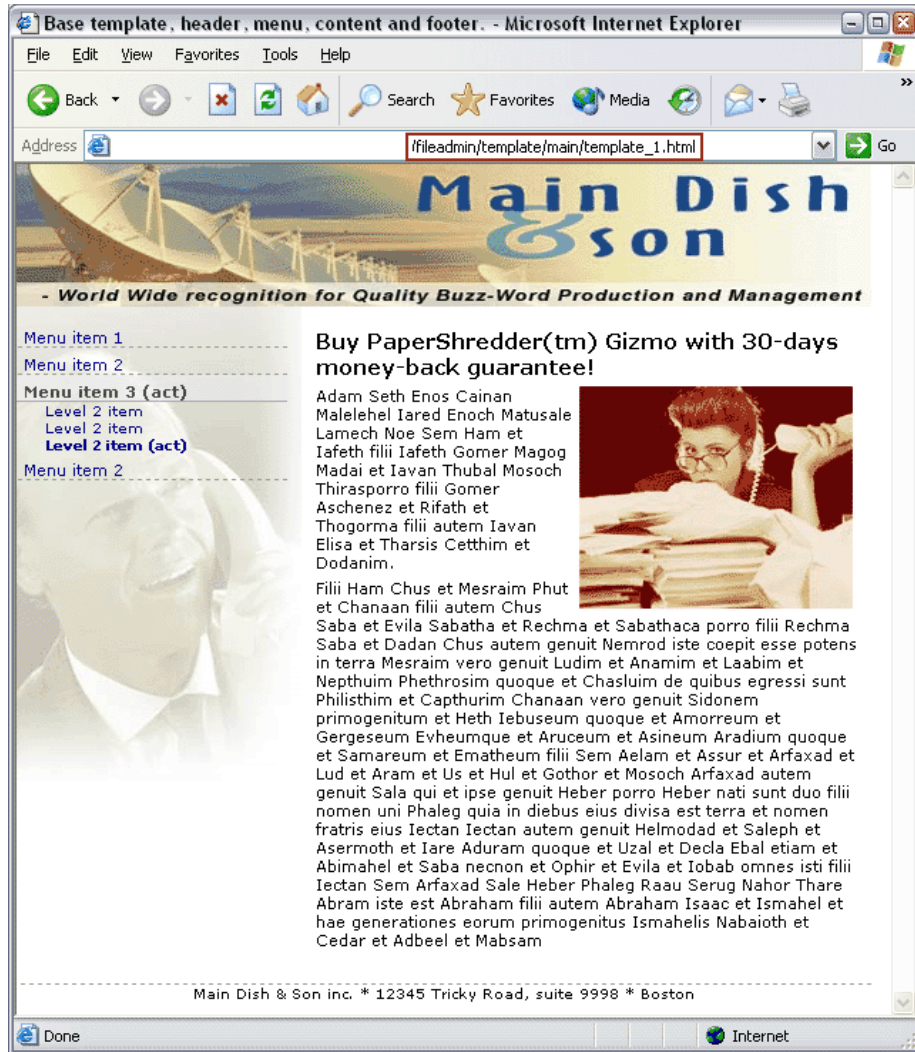 Base template, header, menu, content and footer. - Microsoft Internet Explorer
File Edit View Favorites Tools Help
Back Search Favorites Media »
Address /fileadmin/template/main/template_1.html Go
Main Dish
& son
- World Wide recognition for Quality Buzz-Word Production and Management
Menu item 1
Menu item 2
Menu item 3 (act)
Level 2 item
Level 2 item
Level 2 item (act)
Menu item 2
Buy PaperShredder(tm) Gizmo with 30-days
money-back guarantee!
Adam Seth Enos Cainan
Malelehel Iared Enoch Matusale
Lamech Noe Sem Ham et
Iafeth filii Iafeth Gomer Magog
Madai et Iavan Thubal Mosoch
Thirasporro filii Gomer
Aschenez et Rifath et
Thogorma filii autem Iavan
Elisa et Tharsis Cetthim et
Dodanim.
Filii Ham Chus et Mesraim Phut
et Chanaan filii autem Chus
Saba et Evila Sabatha et Rechma et Sabathaca porro filii Rechma
Saba et Dadan Chus autem genuit Nemrod iste coepit esse potens
in terra Mesraim vero genuit Ludim et Anamim et Laabim et
Nepthuim Phethrosim quoque et Chasluim de quibus egressi sunt
Philisthim et Capthurim Chanaan vero genuit Sidonem
primogenitum et Heth Iebuseum quoque et Amorreum et
Gergeseum Evheumque et Aruceum et Asineum Aradium quoque
et Samareum et Ematheum filii Sem Aelam et Assur et Arfaxad et
Lud et Aram et Us et Hul et Gothor et Mosoch Arfaxad autem
genuit Sala qui et ipse genuit Heber porro Heber nati sunt duo filii
nomen uni Phaleg quia in diebus eius divisa est terra et nomen
fratris eius Iectan Iectan autem genuit Helmodad et Saleph et
Asermoth et Iare Aduram quoque et Uzal et Decla Ebal etiam et
Abimahel et Saba necnon et Ophir et Evila et Iobab omnes isti filii
Iectan Sem Arfaxad Sale Heber Phaleg Raau Serug Nahor Thare
Abram iste est Abraham filii autem Abraham Isaac et Ismahel et
hae generationes eorum primogenitus Ismahelis Nabaioth et
Cedar et Adbeel et Mabsam
Main Dish & Son inc. * 12345 Tricky Road, suite 9998 * Boston
Done Internet